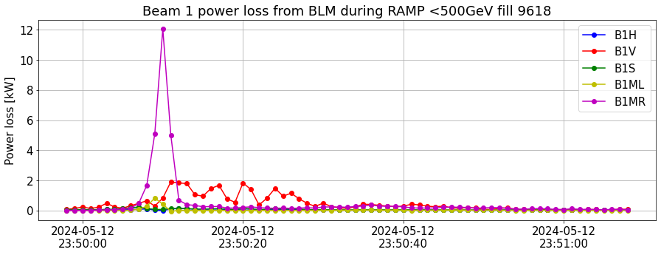 Beam 1 power loss from BLM during RAMP <500GeV fill 9618
Power loss [kW]
12
10
8
6
4
2
0
B1H
B1V
B1S
B1ML
B1MR
2024-05-12 2024-05-12 2024-05-12 2024-05-12
23:50:00 23:50:20 23:50:40 23:51:00